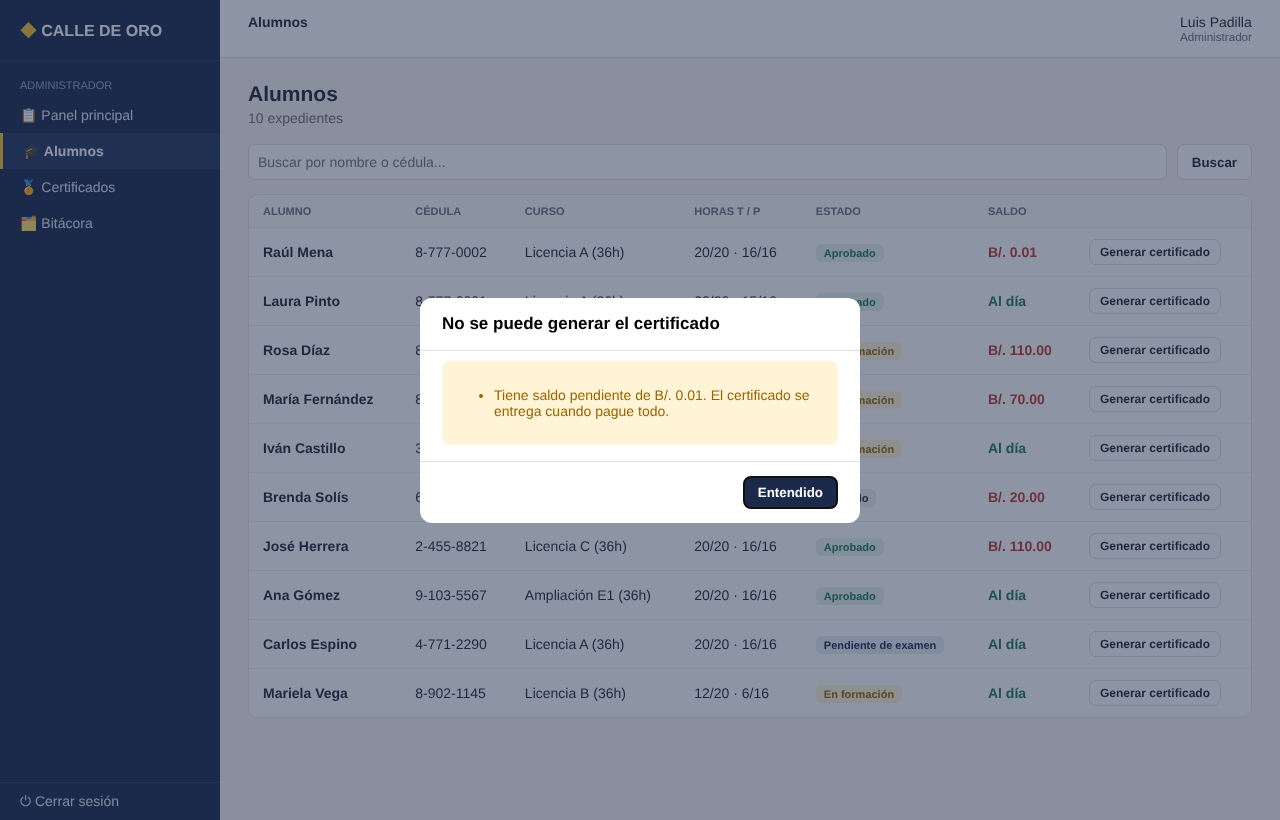 CALLE DE ORO
ADMINISTRADOR
Panel principal
Alumnos
Certificados
Bitácora
Cerrar sesión
Alumnos
Luis Padilla
Administrador
Alumnos
10 expedientes
Buscar por nombre o cédula...
Buscar
ALUMNO CÉDULA CURSO HORAS T / P ESTADO SALDO
Raúl Mena 8-777-0002 Licencia A (36h) 20/20 · 16/16 Aprobado B/. 0.01 Generar certificado
Laura Pinto Al día Generar certificado
Rosa Díaz B/. 110.00 Generar certificado
María Fernández B/. 70.00 Generar certificado
Iván Castillo Al día Generar certificado
Brenda Solís B/. 20.00 Generar certificado
José Herrera 2-455-8821 Licencia C (36h) 20/20 · 16/16 Aprobado B/. 110.00 Generar certificado
Ana Gómez 9-103-5567 Ampliación E1 (36h) 20/20 · 16/16 Aprobado Al día Generar certificado
Carlos Espino 4-771-2290 Licencia A (36h) 20/20 · 16/16 Pendiente de examen Al día Generar certificado
Mariela Vega 8-902-1145 Licencia B (36h) 12/20 · 6/16 En formación Al día Generar certificado
No se puede generar el certificado
Tiene saldo pendiente de B/. 0.01. El certificado se
entrega cuando pague todo.
Entendido